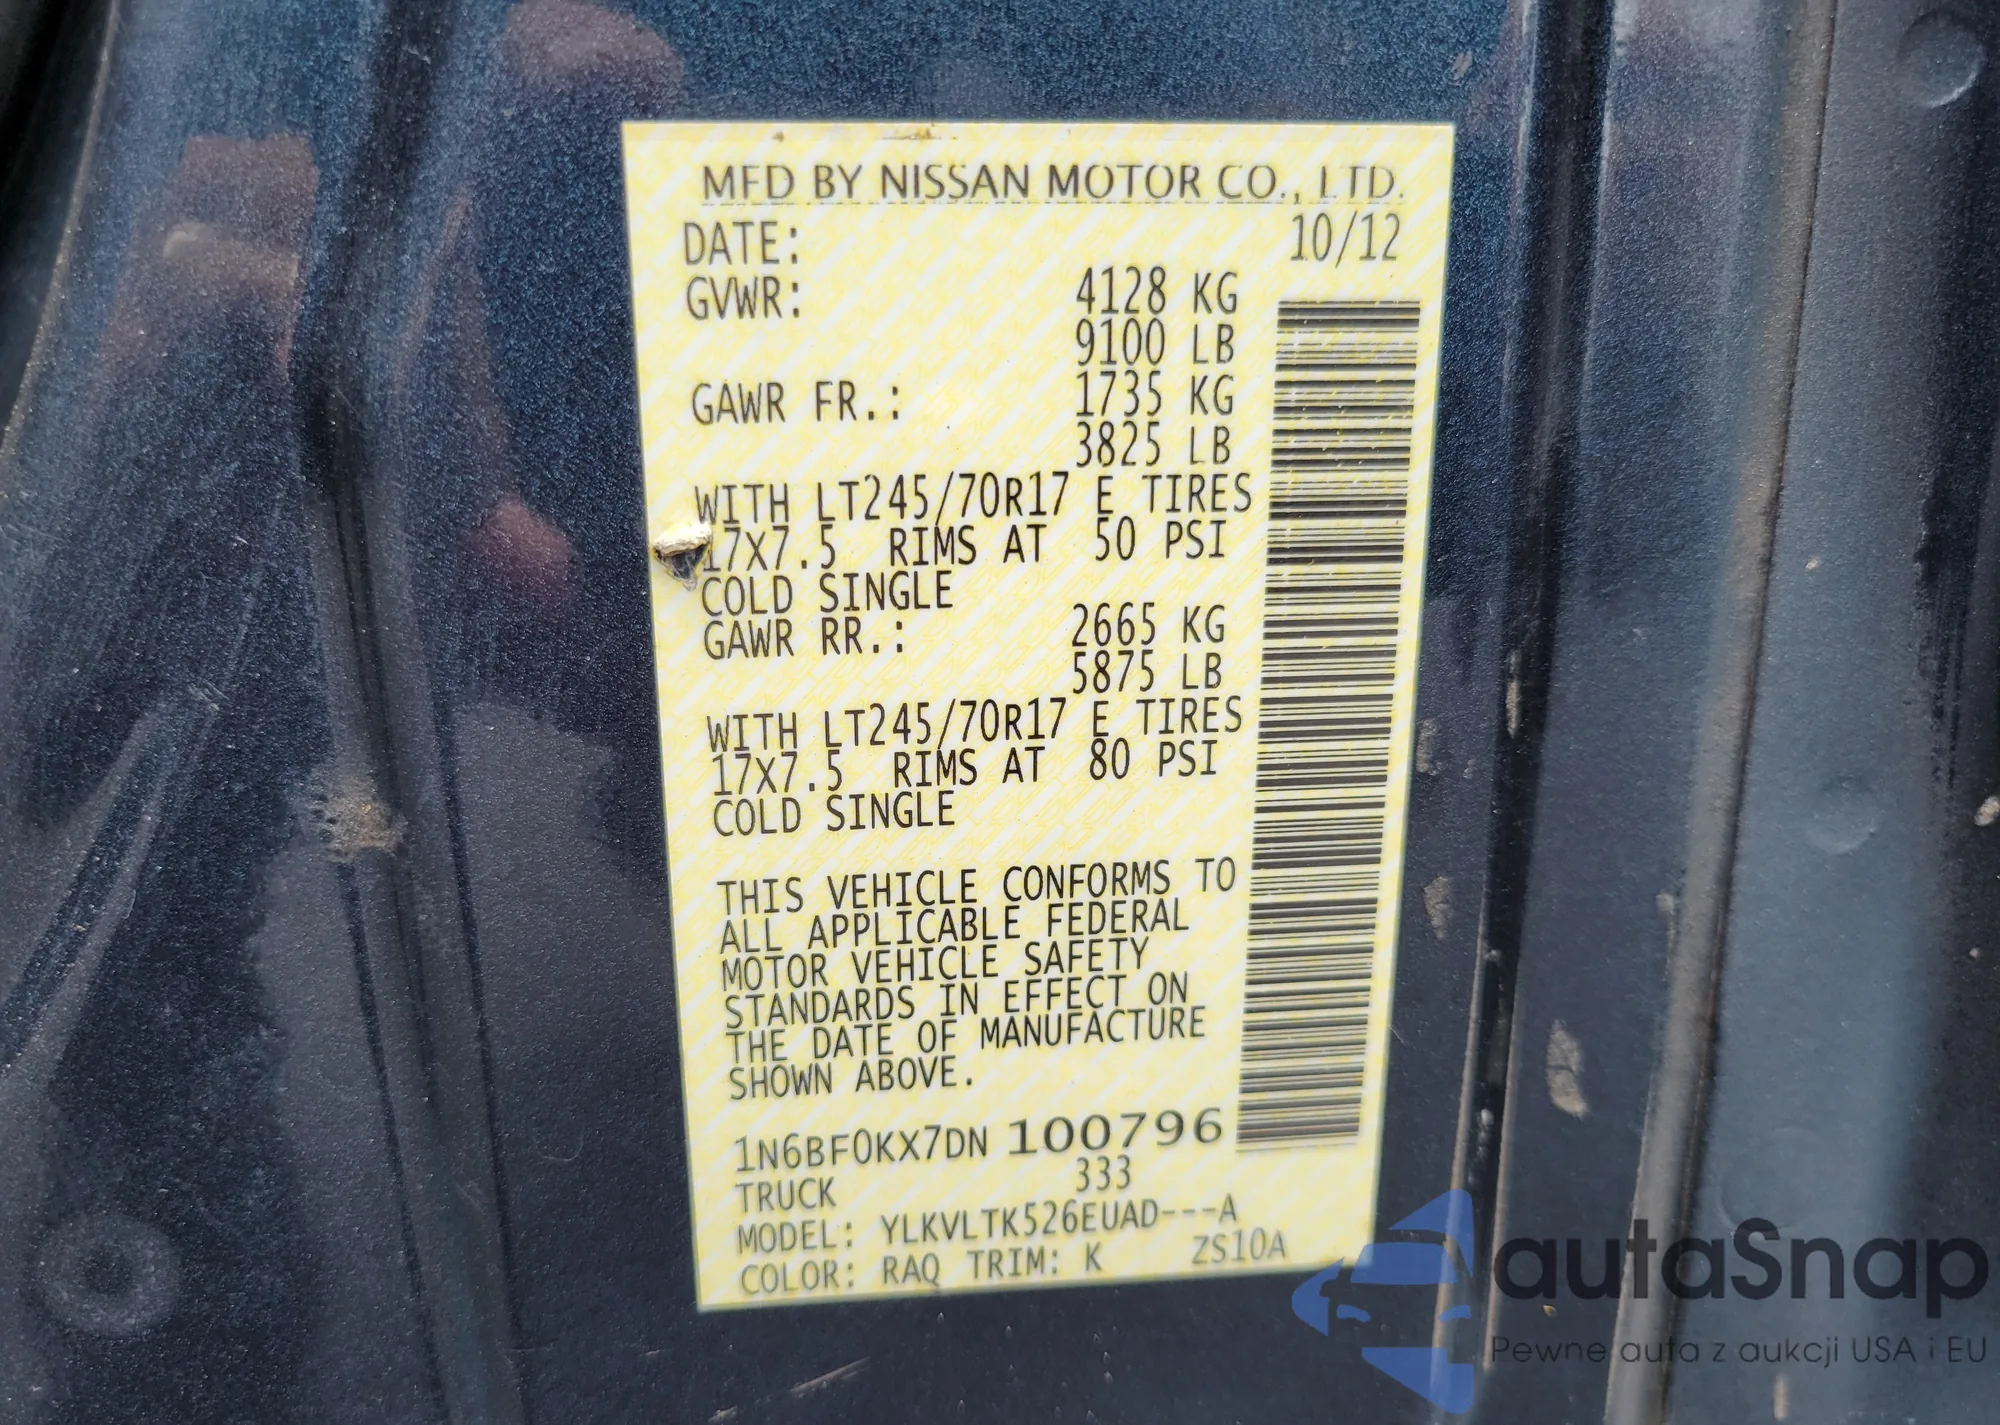 MFD BY NISSAN MOTOR CO., LTD.
DATE: 10/12
GVWR: 4128 KG
9100 LB
GAWR FR.: 1735 KG
3825 LB
WITH LT245/70R17 E TIRES
17X7.5 RIMS AT 50 PSI
COLD SINGLE
GAWR RR.: 2665 KG
5875 LB
WITH LT245/70R17 E TIRES
17X7.5 RIMS AT 80 PSI
COLD SINGLE
THIS VEHICLE CONFORMS TO
ALL APPLICABLE FEDERAL
MOTOR VEHICLE SAFETY
STANDARDS IN EFFECT ON
THE DATE OF MANUFACTURE
SHOWN ABOVE.
1N6BF0KX7DN 100796
TRUCK 333
MODEL: YLKVLTK526EUAD---A
COLOR: RAQ TRIM: K ZS10A
autaSnap
Pewne auta z aukcji USA i EU